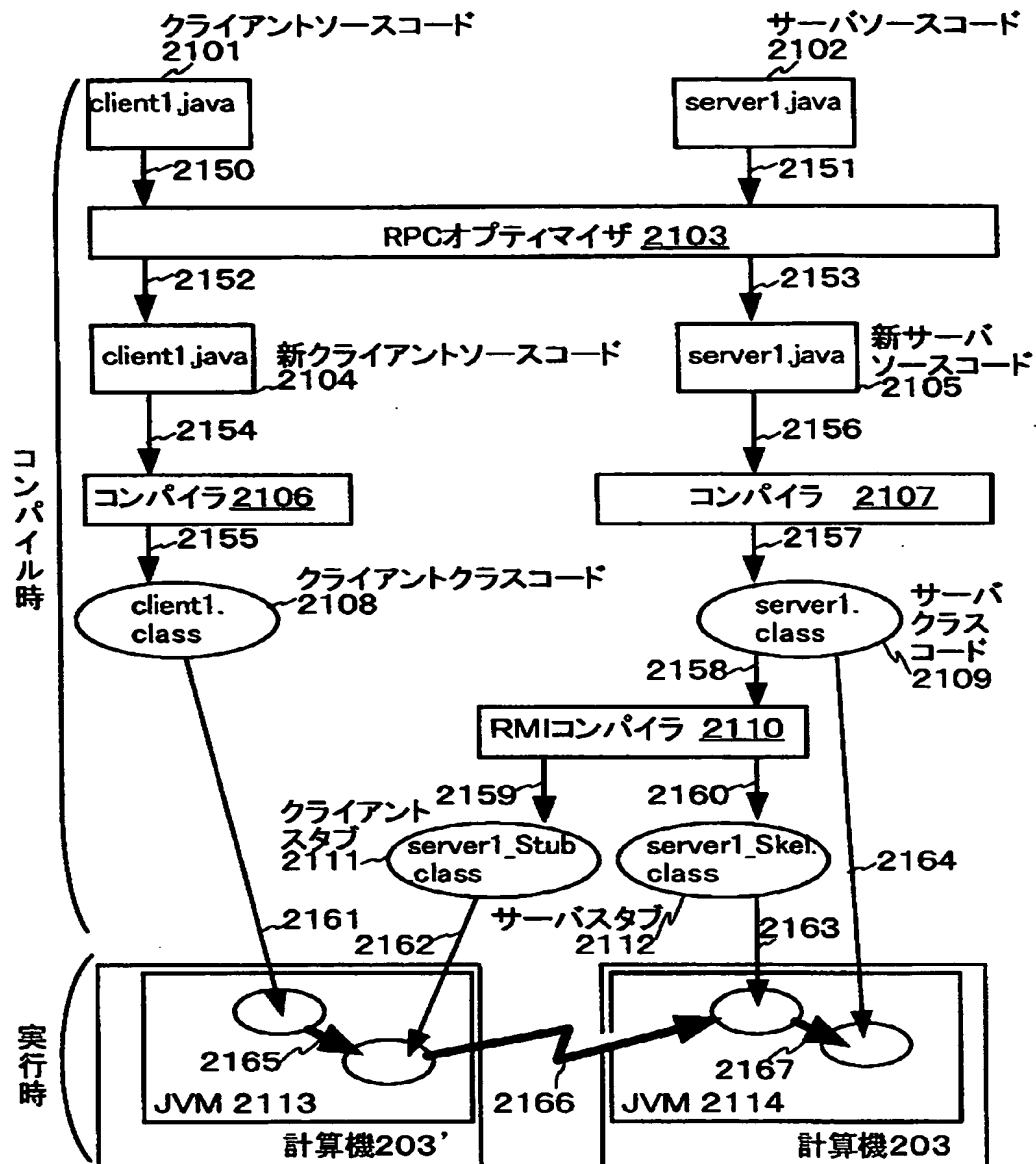 クライアントソースコード
2101
サーバソースコード
2102
client1.java
server1.java
2150
2151
RPCオプティマイザ 2103
2152
2153
client1.java
新クライアントソースコード
2104
server1.java
新サーバ
ソースコード
2105
2154
2156
コンパイラ 2106
コンパイラ 2107
2155
2157
コンパイル時
client1.
class
クライアントクラスコード
2108
server1.
class
サーバ
クラス
コード
2109
2158
RMIコンパイラ 2110
2159
2160
クライアント
スタブ
2111
server1_Stub
class
server1_Skel.
class
2164
サーバスタブ
2112
2161
2162
2163
実行時
2165
2166
2167
JVM 2113
JVM 2114
計算機203'
計算機203